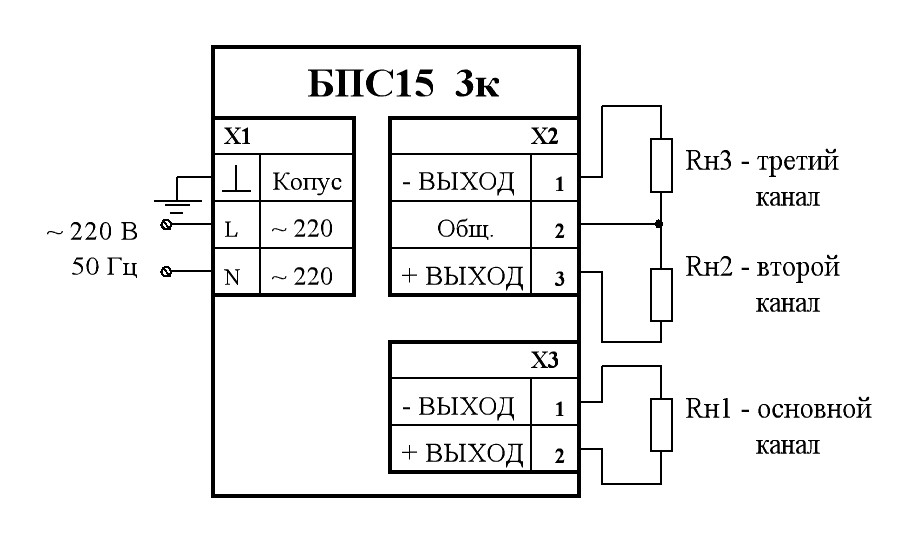 БПС15 3к
X1
⊥ Копус
L ~ 220
N ~ 220
~ 220 В
50 Гц
X2
- ВЫХОД 1
Общ. 2
+ ВЫХОД 3
X3
- ВЫХОД 1
+ ВЫХОД 2
Rн3 - третий
канал
Rн2 - второй
канал
Rн1 - основной
канал